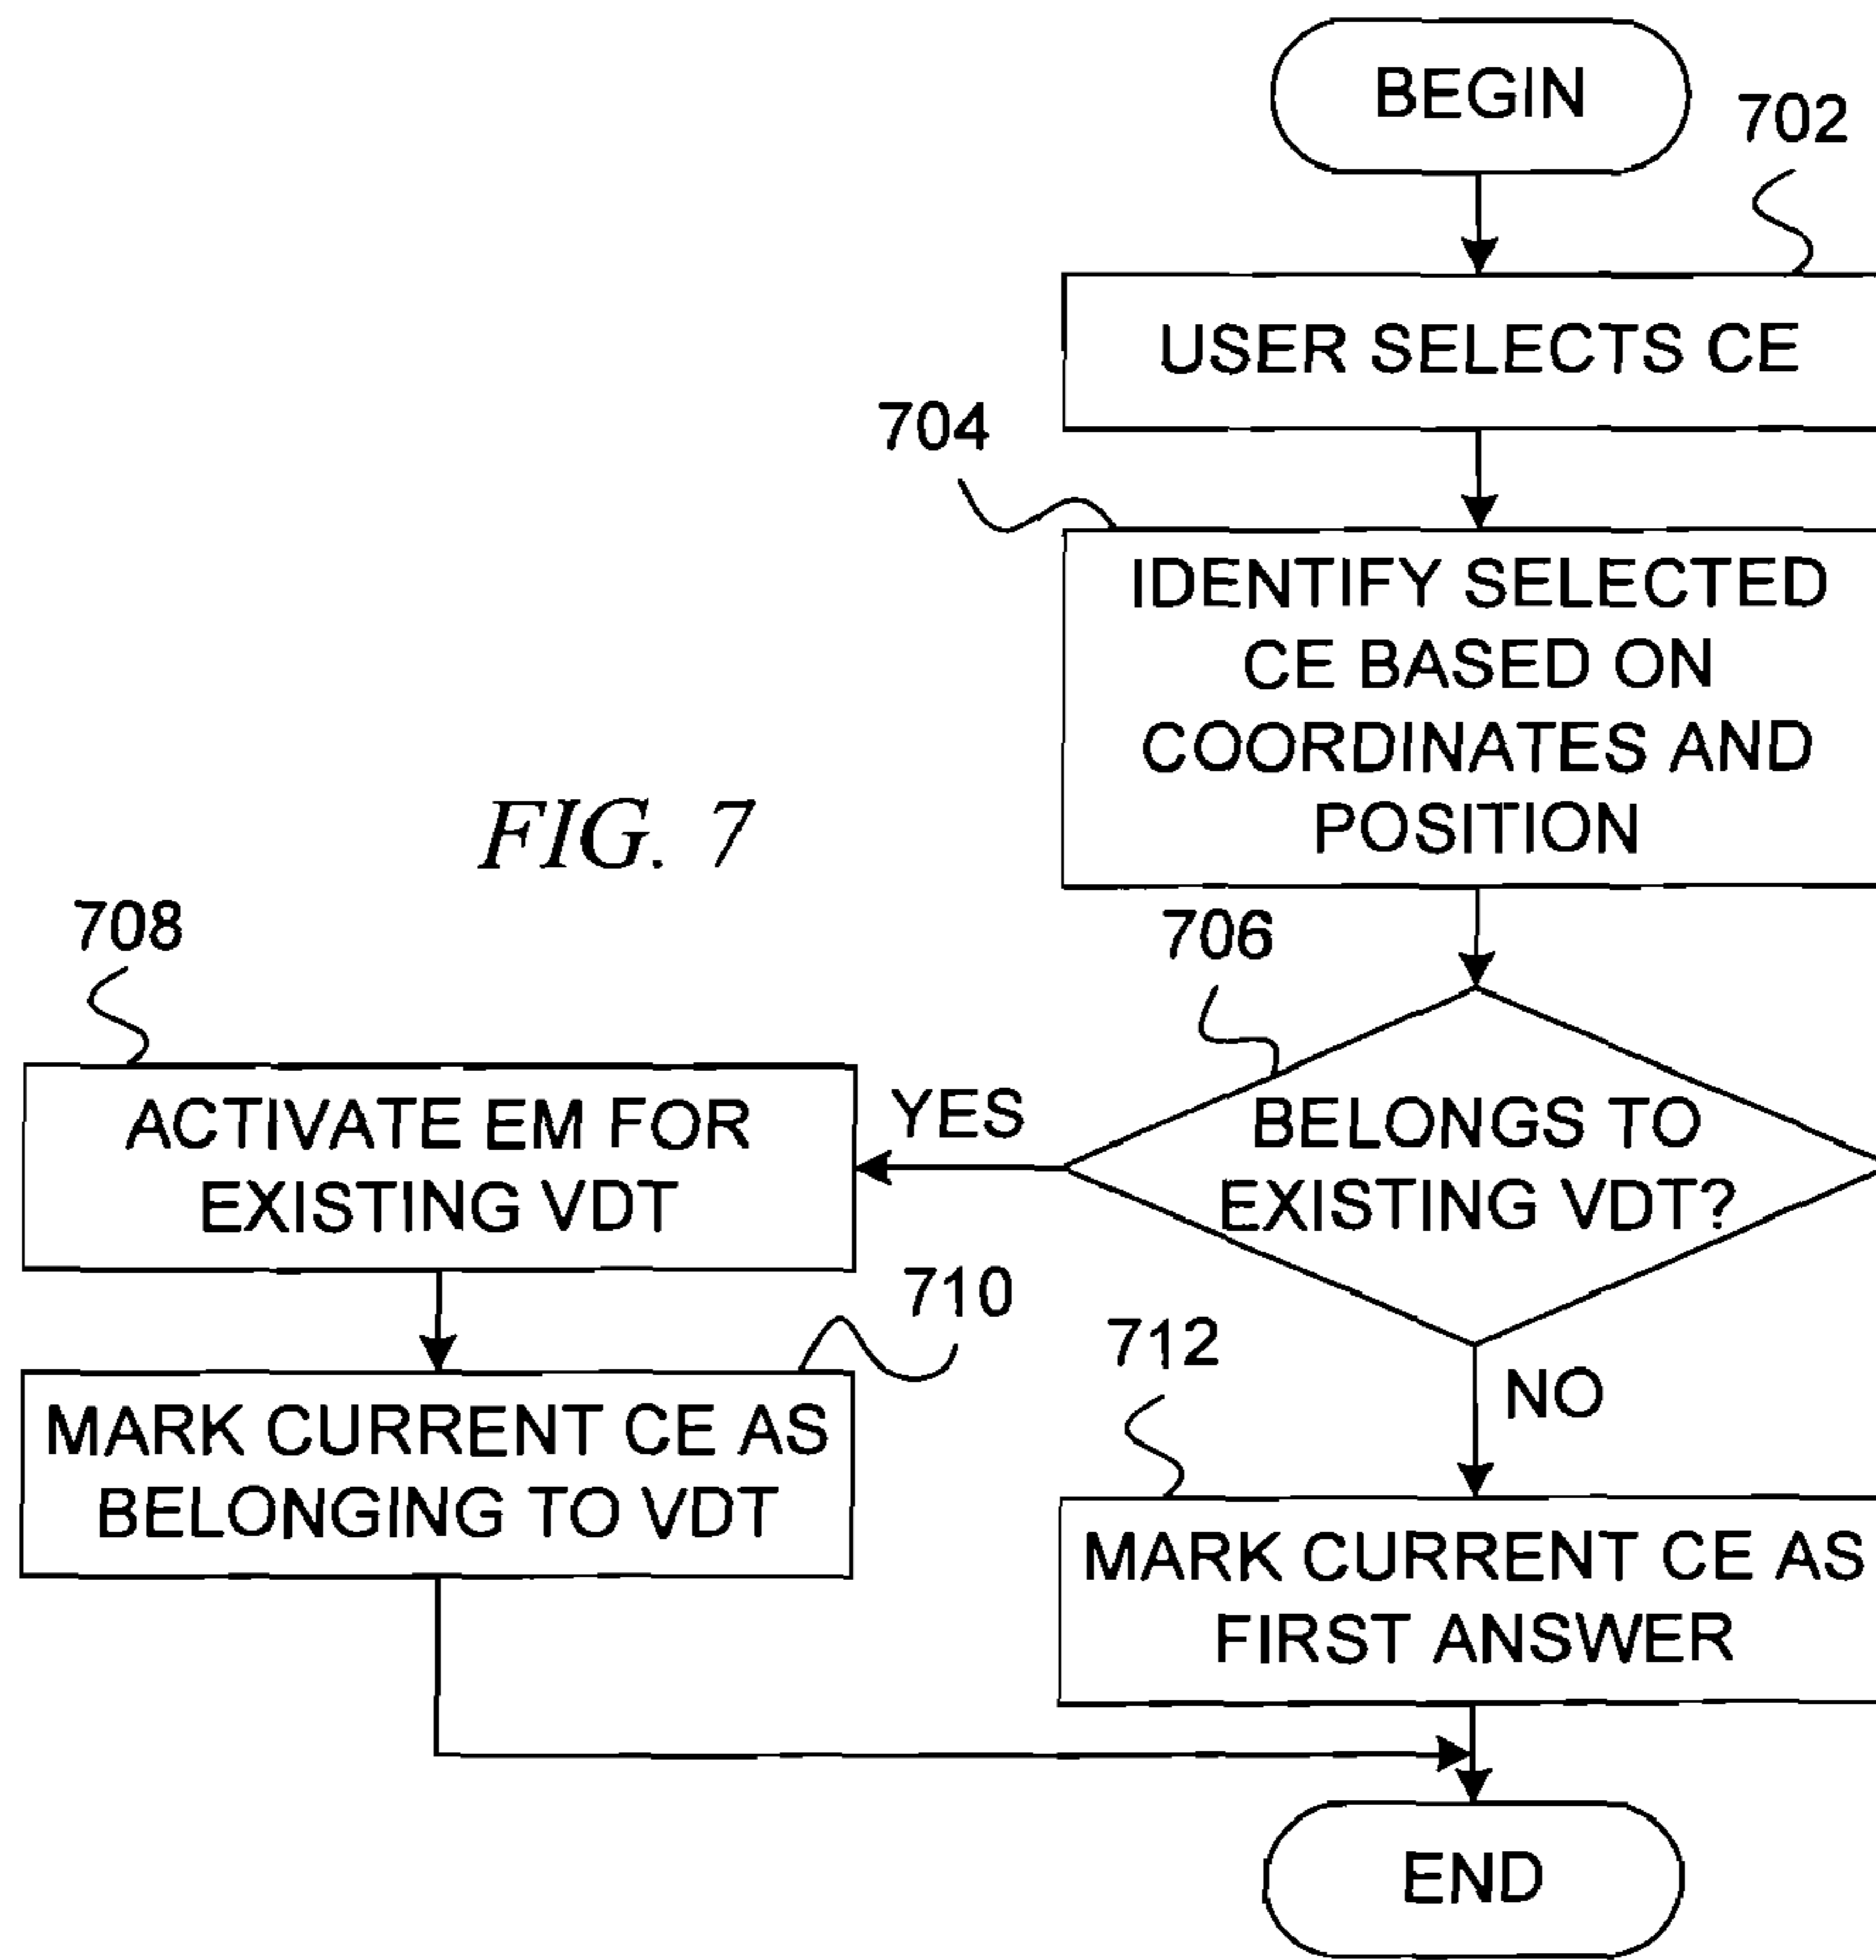 BEGIN
702
USER SELECTS CE
704
IDENTIFY SELECTED
CE BASED ON
COORDINATES AND
POSITION
FIG. 7
706
BELONGS TO
EXISTING VDT?
YES
708
ACTIVATE EM FOR
EXISTING VDT
710
MARK CURRENT CE AS
BELONGING TO VDT
NO
712
MARK CURRENT CE AS
FIRST ANSWER
END